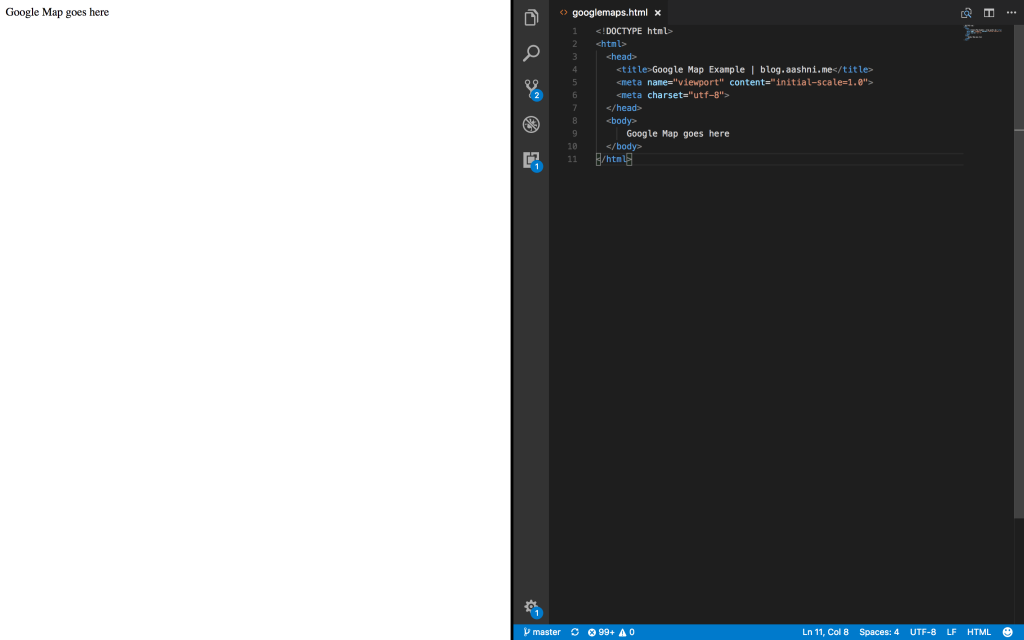 Google Map goes here
googlemaps.html
1 <!DOCTYPE html>
2 <html>
3 <head>
4 <title>Google Map Example | blog.aashni.me</title>
5 <meta name="viewport" content="initial-scale=1.0">
6 <meta charset="utf-8">
7 </head>
8 <body>
9 Google Map goes here
10 </body>
11 </html>
2
1
1
master 99+ 0 Ln 11, Col 8 Spaces: 4 UTF-8 LF HTML